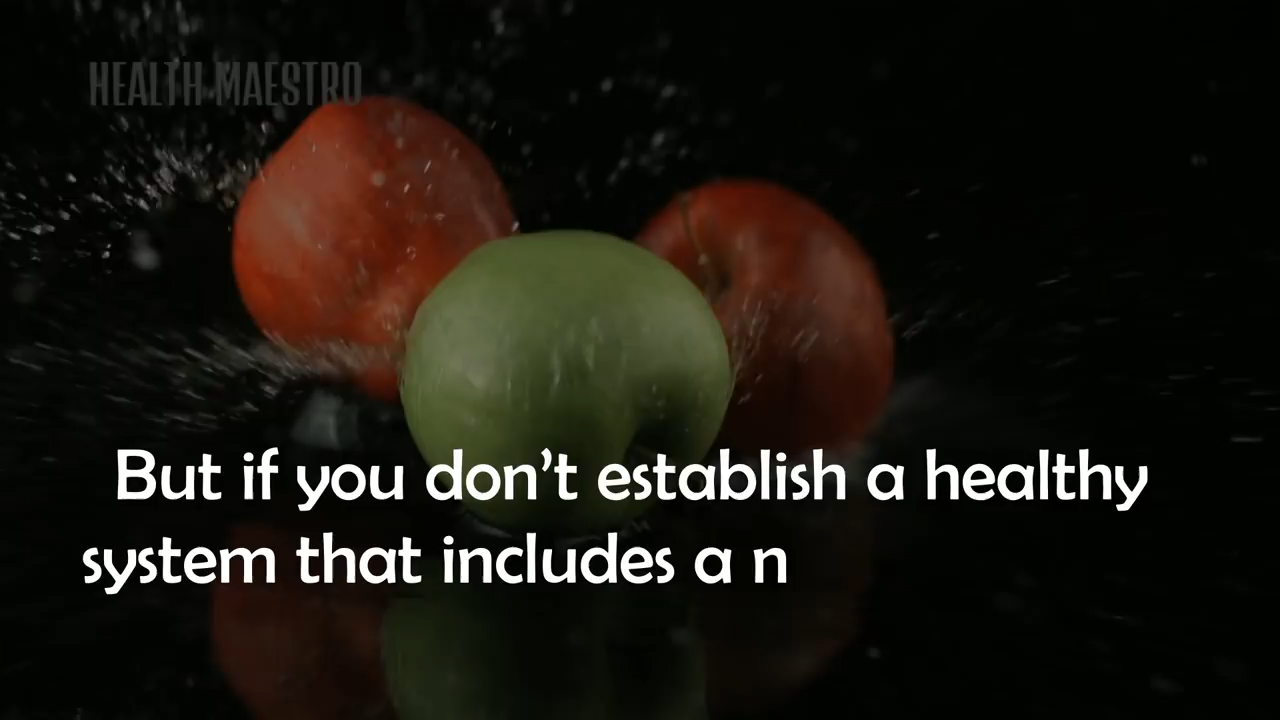 HEALTH MAESTRO
But if you don’t establish a healthy
system that includes a n